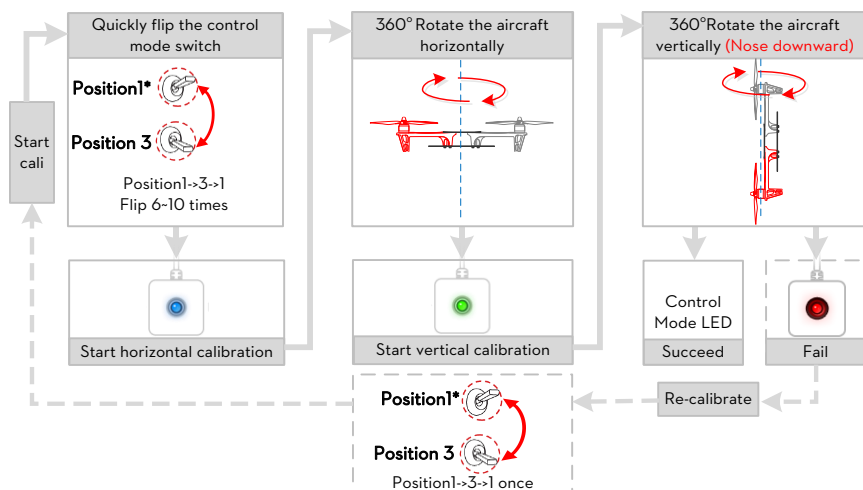 Quickly flip the control
mode switch
360° Rotate the aircraft
horizontally
360°Rotate the aircraft
vertically (Nose downward)
Start
cali
Position1*
Position 3
Position1->3->1
Flip 6~10 times
Start horizontal calibration
Start vertical calibration
Control
Mode LED
Succeed
Fail
Re-calibrate
Position1*
Position 3
Position1->3->1 once